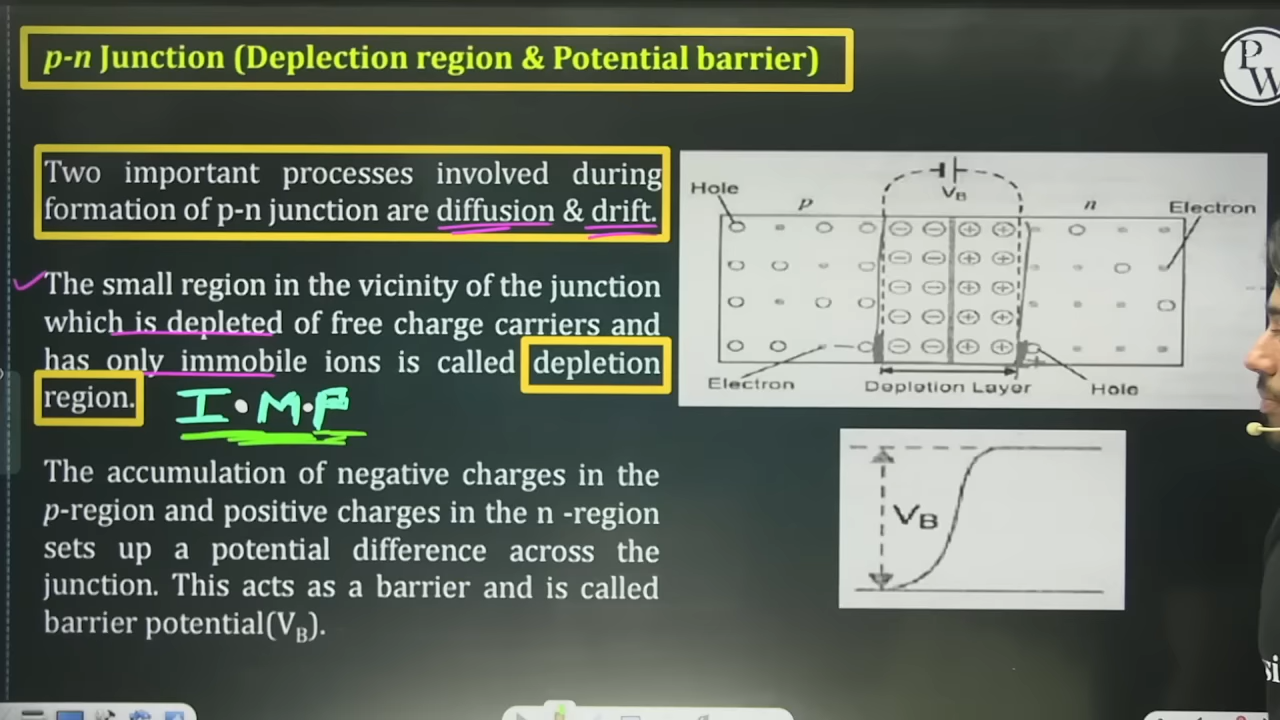 p-n Junction (Deplection region & Potential barrier)
PW
Two important processes involved during
formation of p-n junction are diffusion & drift.
The small region in the vicinity of the junction
which is depleted of free charge carriers and
has only immobile ions is called depletion
region. I.M.P
The accumulation of negative charges in the
p-region and positive charges in the n -region
sets up a potential difference across the
junction. This acts as a barrier and is called
barrier potential(VB).
Hole
p
VB
n
Electron
Electron
Depletion Layer
Hole
VB